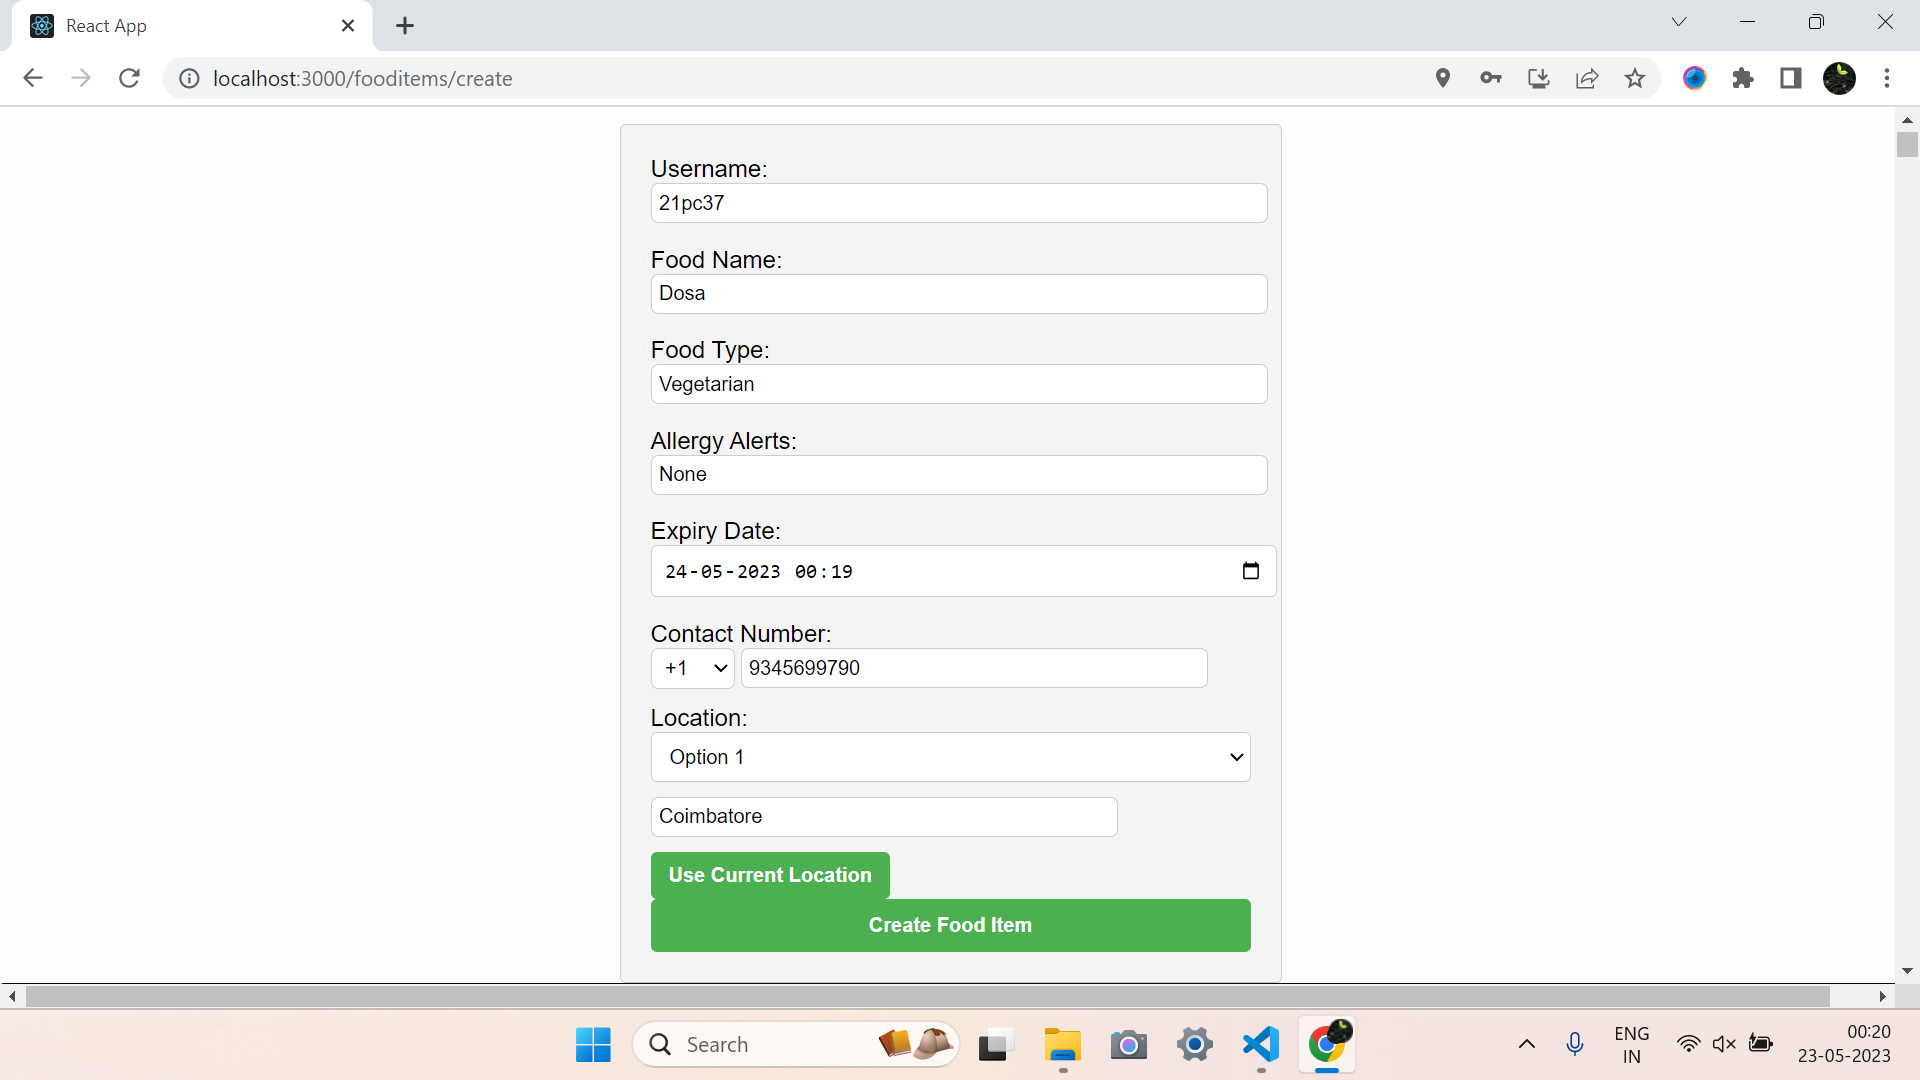 React App
localhost:3000/fooditems/create
Username:
21pc37
Food Name:
Dosa
Food Type:
Vegetarian
Allergy Alerts:
None
Expiry Date:
24-05-2023 00:19
Contact Number:
+1 9345699790
Location:
Option 1
Coimbatore
Use Current Location
Create Food Item
Search
ENG
IN
00:20
23-05-2023